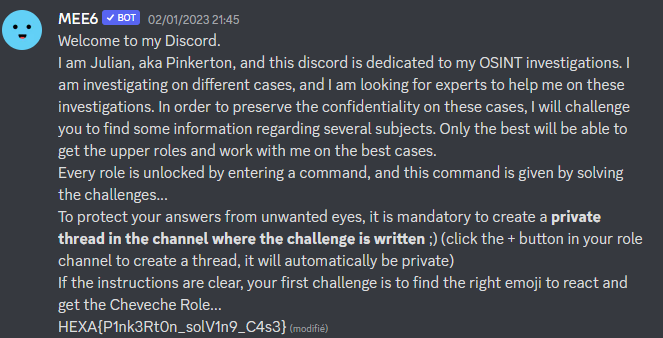 MEE6 ✓ BOT 02/01/2023 21:45
Welcome to my Discord.
I am Julian, aka Pinkerton, and this discord is dedicated to my OSINT investigations. I
am investigating on different cases, and I am looking for experts to help me on these
investigations. In order to preserve the confidentiality on these cases, I will challenge
you to find some information regarding several subjects. Only the best will be able to
get the upper roles and work with me on the best cases.
Every role is unlocked by entering a command, and this command is given by solving
the challenges...
To protect your answers from unwanted eyes, it is mandatory to create a private
thread in the channel where the challenge is written ;) (click the + button in your role
channel to create a thread, it will automatically be private)
If the instructions are clear, your first challenge is to find the right emoji to react and
get the Cheveche Role...
HEXA{P1nk3Rt0n_solV1n9_C4s3} (modifié)